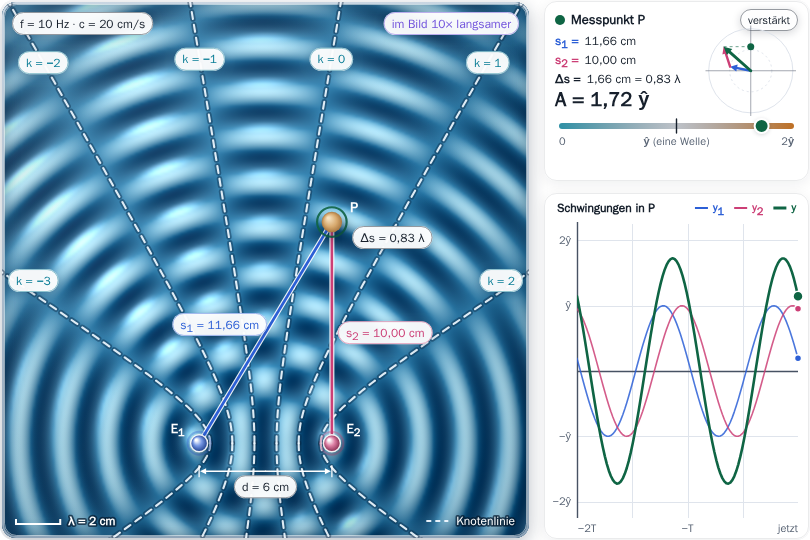 f = 10 Hz · c = 20 cm/s
im Bild 10× langsamer
k = −2
k = −1
k = 0
k = 1
P
Δs = 0,83 λ
k = −3
k = 2
s1 = 11,66 cm
s2 = 10,00 cm
E1
E2
d = 6 cm
λ = 2 cm
Knotenlinie
Messpunkt P
verstärkt
s1 = 11,66 cm
s2 = 10,00 cm
Δs = 1,66 cm = 0,83 λ
A = 1,72 ŷ
0
ŷ (eine Welle)
2ŷ
Schwingungen in P
y1
y2
y
2ŷ
ŷ
−ŷ
−2ŷ
−2T
−T
jetzt